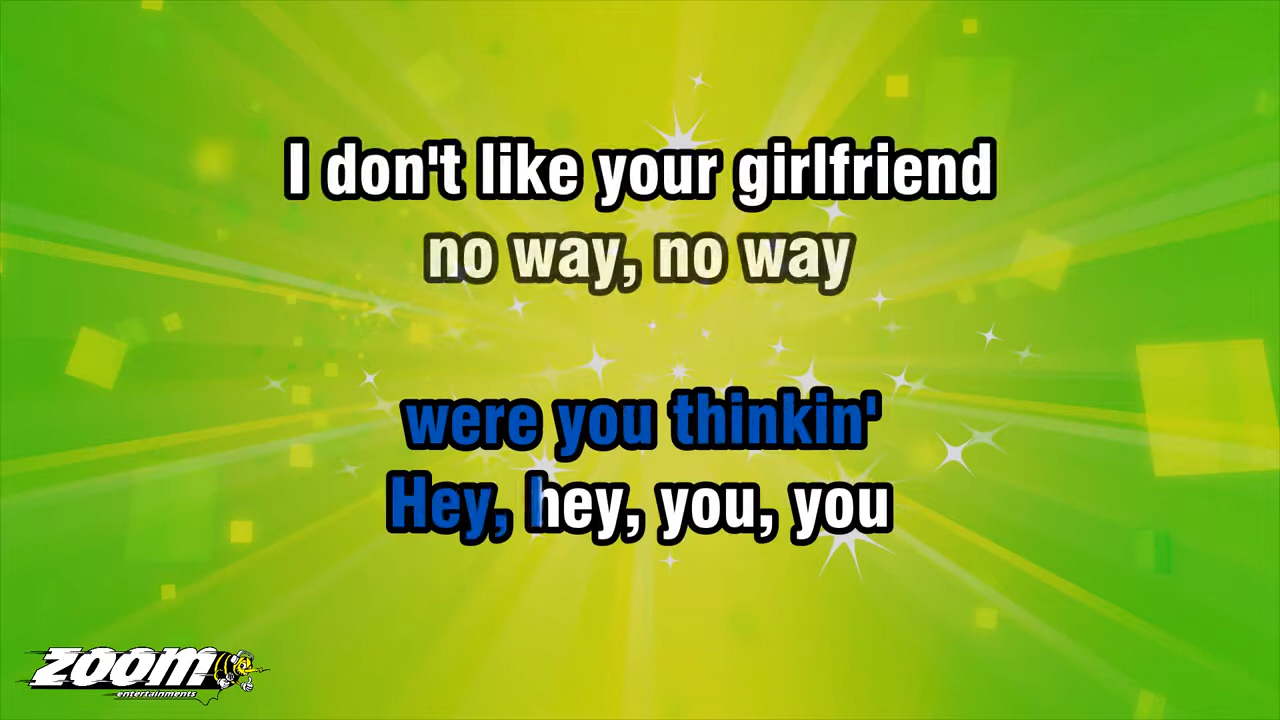 I don't like your girlfriend
no way, no way
were you thinkin'
Hey, hey, you, you
ZOOM
entertainments